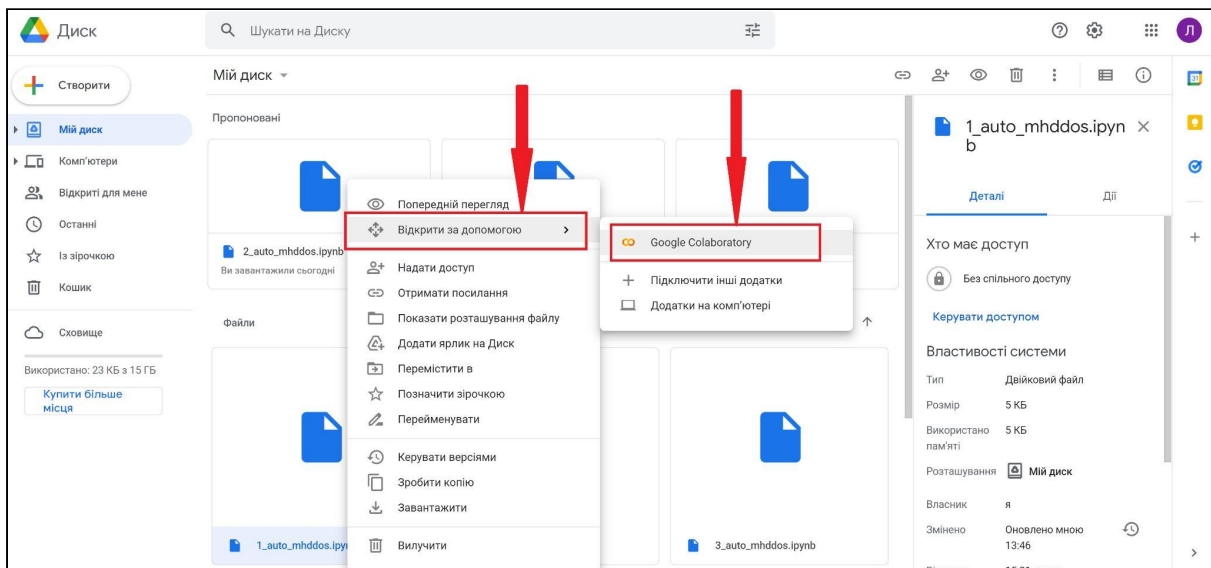 Диск
Шукати на Диску
Л
Створити
Мій диск
Комп'ютери
Відкриті для мене
Останні
Із зірочкою
Кошик
Сховище
Використано: 23 КБ з 15 ГБ
Купити більше
місця
Мій диск
Пропоновані
2_auto_mhddos.ipynb
Ви завантажили сьогодні
Файли
1_auto_mhddos.ipy
3_auto_mhddos.ipynb
Попередній перегляд
Відкрити за допомогою
Надати доступ
Отримати посилання
Показати розташування файлу
Додати ярлик на Диск
Перемістити в
Позначити зірочкою
Перейменувати
Керувати версіями
Зробити копію
Завантажити
Вилучити
Google Colaboratory
Підключити інші додатки
Додатки на комп'ютері
1_auto_mhddos.ipyn
b
Деталі Дії
Хто має доступ
Без спільного доступу
Керувати доступом
Властивості системи
Тип Двійковий файл
Розмір 5 КБ
Використано 5 КБ
пам'яті
Розташування Мій диск
Власник я
Змінено Оновлено мною
13:46
31